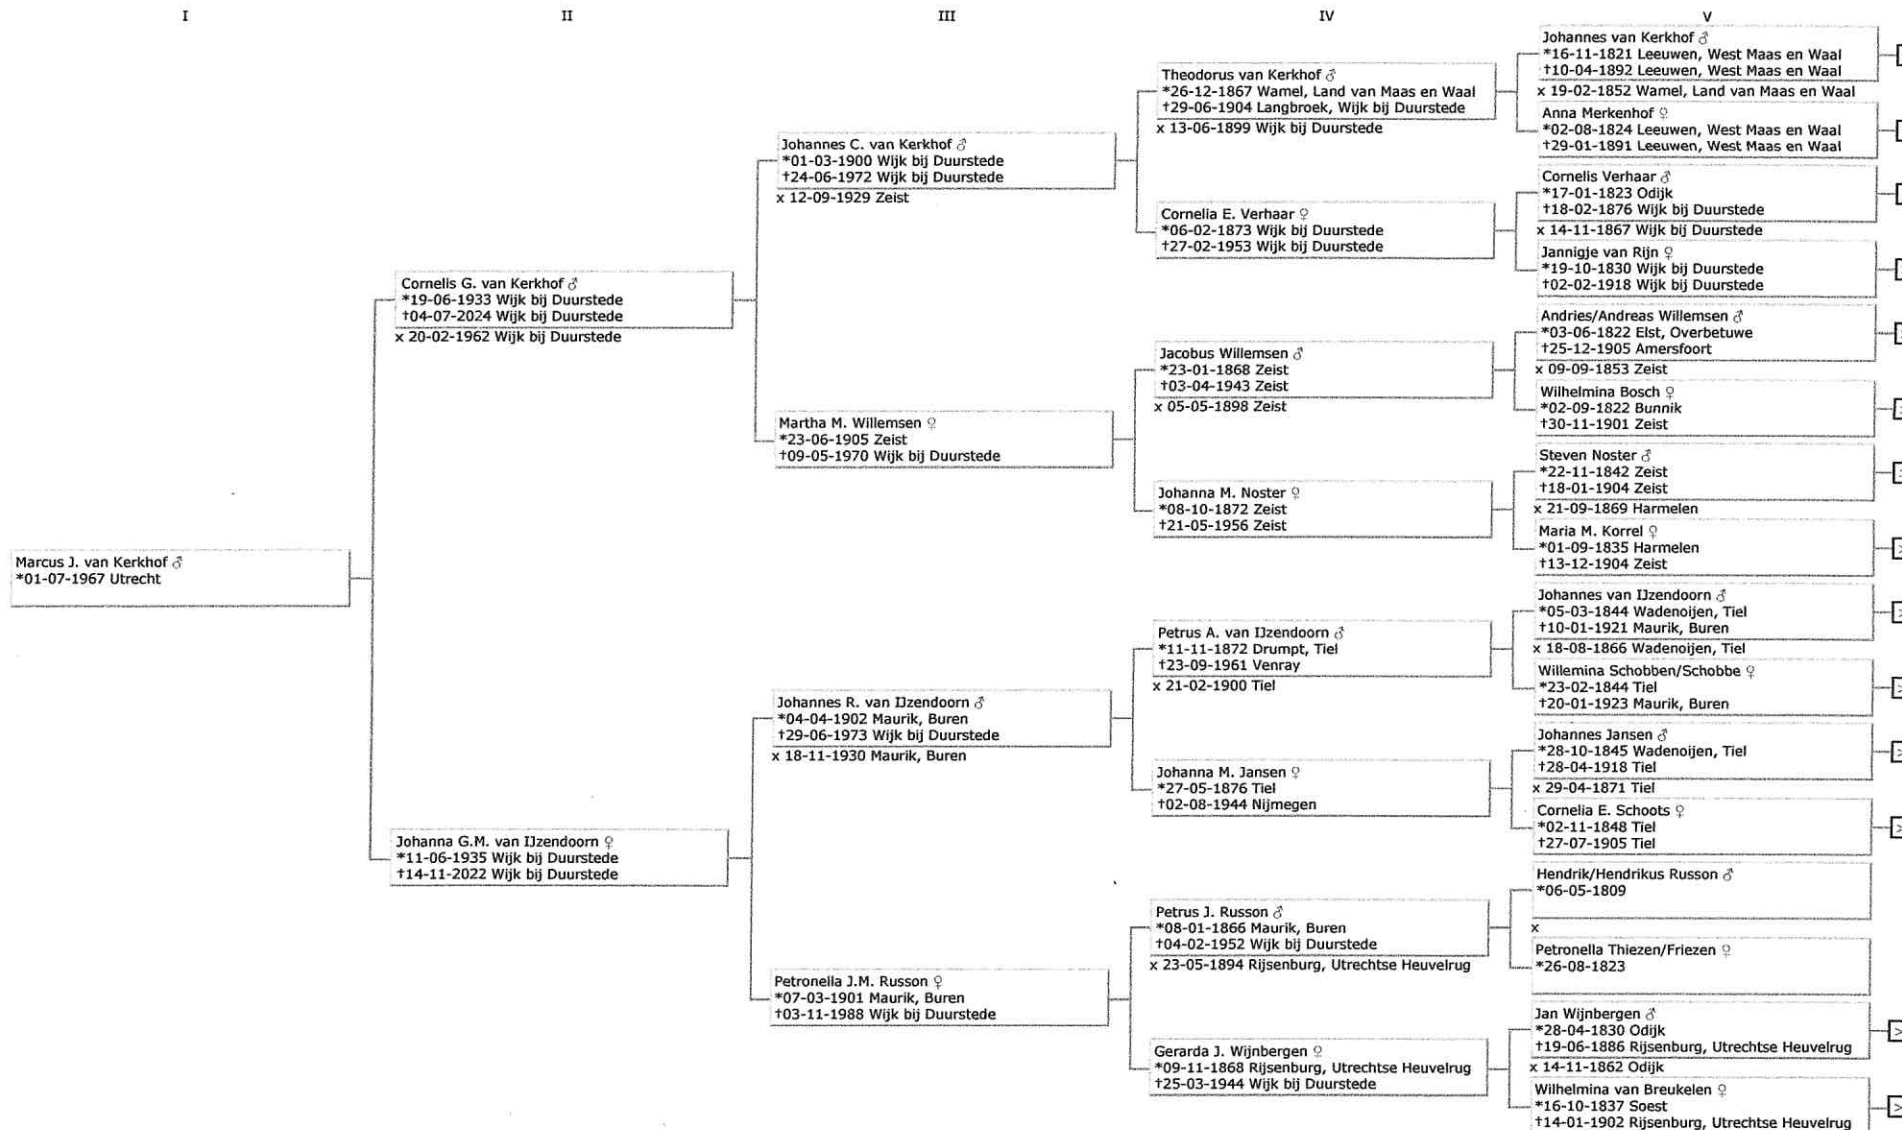 I
II
III
IV
V
Marcus J. van Kerkhof ♂
*01-07-1967 Utrecht
Cornelis G. van Kerkhof ♂
*19-06-1933 Wijk bij Duurstede
†04-07-2024 Wijk bij Duurstede
x 20-02-1962 Wijk bij Duurstede
Johanna G.M. van IJzendoorn ♀
*11-06-1935 Wijk bij Duurstede
†14-11-2022 Wijk bij Duurstede
Johannes C. van Kerkhof ♂
*01-03-1900 Wijk bij Duurstede
†24-06-1972 Wijk bij Duurstede
x 12-09-1929 Zeist
Martha M. Willemsen ♀
*23-06-1905 Zeist
†09-05-1970 Wijk bij Duurstede
Johannes R. van IJzendoorn ♂
*04-04-1902 Maurik, Buren
†29-06-1973 Wijk bij Duurstede
x 18-11-1930 Maurik, Buren
Petronella J.M. Russon ♀
*07-03-1901 Maurik, Buren
†03-11-1988 Wijk bij Duurstede
Theodorus van Kerkhof ♂
*26-12-1867 Wamel, Land van Maas en Waal
†29-06-1904 Langbroek, Wijk bij Duurstede
x 13-06-1899 Wijk bij Duurstede
Cornelia E. Verhaar ♀
*06-02-1873 Wijk bij Duurstede
†27-02-1953 Wijk bij Duurstede
Jacobus Willemsen ♂
*23-01-1868 Zeist
†03-04-1943 Zeist
x 05-05-1898 Zeist
Johanna M. Noster ♀
*08-10-1872 Zeist
†21-05-1956 Zeist
Petrus A. van IJzendoorn ♂
*11-11-1872 Drumpt, Tiel
†23-09-1961 Venray
x 21-02-1900 Tiel
Johanna M. Jansen ♀
*27-05-1876 Tiel
†02-08-1944 Nijmegen
Petrus J. Russon ♂
*08-01-1866 Maurik, Buren
†04-02-1952 Wijk bij Duurstede
x 23-05-1894 Rijsenburg, Utrechtse Heuvelrug
Gerarda J. Wijnbergen ♀
*09-11-1868 Rijsenburg, Utrechtse Heuvelrug
†25-03-1944 Wijk bij Duurstede
Johannes van Kerkhof ♂
*16-11-1821 Leeuwen, West Maas en Waal
†10-04-1892 Leeuwen, West Maas en Waal
x 19-02-1852 Wamel, Land van Maas en Waal
Anna Merkenhof ♀
*02-08-1824 Leeuwen, West Maas en Waal
†29-01-1891 Leeuwen, West Maas en Waal
Cornelis Verhaar ♂
*17-01-1823 Odijk
†18-02-1876 Wijk bij Duurstede
x 14-11-1867 Wijk bij Duurstede
Jannigje van Rijn ♀
*19-10-1830 Wijk bij Duurstede
†02-02-1918 Wijk bij Duurstede
Andries/Andreas Willemsen ♂
*03-06-1822 Elst, Overbetuwe
†25-12-1905 Amersfoort
x 09-09-1853 Zeist
Wilhelmina Bosch ♀
*02-09-1822 Bunnik
†30-11-1901 Zeist
Steven Noster ♂
*22-11-1842 Zeist
†18-01-1904 Zeist
x 21-09-1869 Harmelen
Maria M. Korrel ♀
*01-09-1835 Harmelen
†13-12-1904 Zeist
Johannes van IJzendoorn ♂
*05-03-1844 Wadenoijen, Tiel
†10-01-1921 Maurik, Buren
x 18-08-1866 Wadenoijen, Tiel
Willemina Schobben/Schobbe ♀
*23-02-1844 Tiel
†20-01-1923 Maurik, Buren
Johannes Jansen ♂
*28-10-1845 Wadenoijen, Tiel
†28-04-1918 Tiel
x 29-04-1871 Tiel
Cornelia E. Schoots ♀
*02-11-1848 Tiel
†27-07-1905 Tiel
Hendrik/Hendrikus Russon ♂
*06-05-1809
x
Petronella Thiezen/Friezen ♀
*26-08-1823
Jan Wijnbergen ♂
*28-04-1830 Odijk
†19-06-1886 Rijsenburg, Utrechtse Heuvelrug
x 14-11-1862 Odijk
Wilhelmina van Breukelen ♀
*16-10-1837 Soest
†14-01-1902 Rijsenburg, Utrechtse Heuvelrug